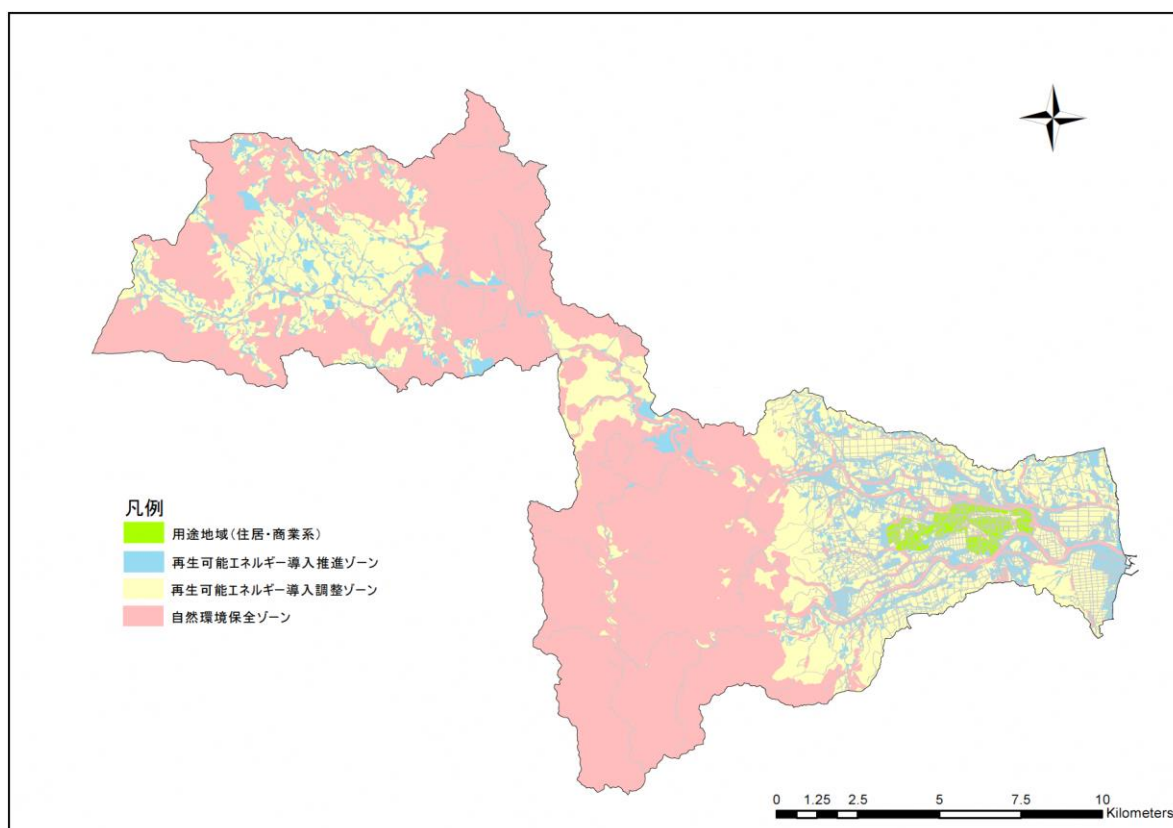 凡例
用途地域(住居・商業系)
再生可能エネルギー導入推進ゾーン
再生可能エネルギー導入調整ゾーン
自然環境保全ゾーン
0 1.25 2.5 5 7.5 10
Kilometers